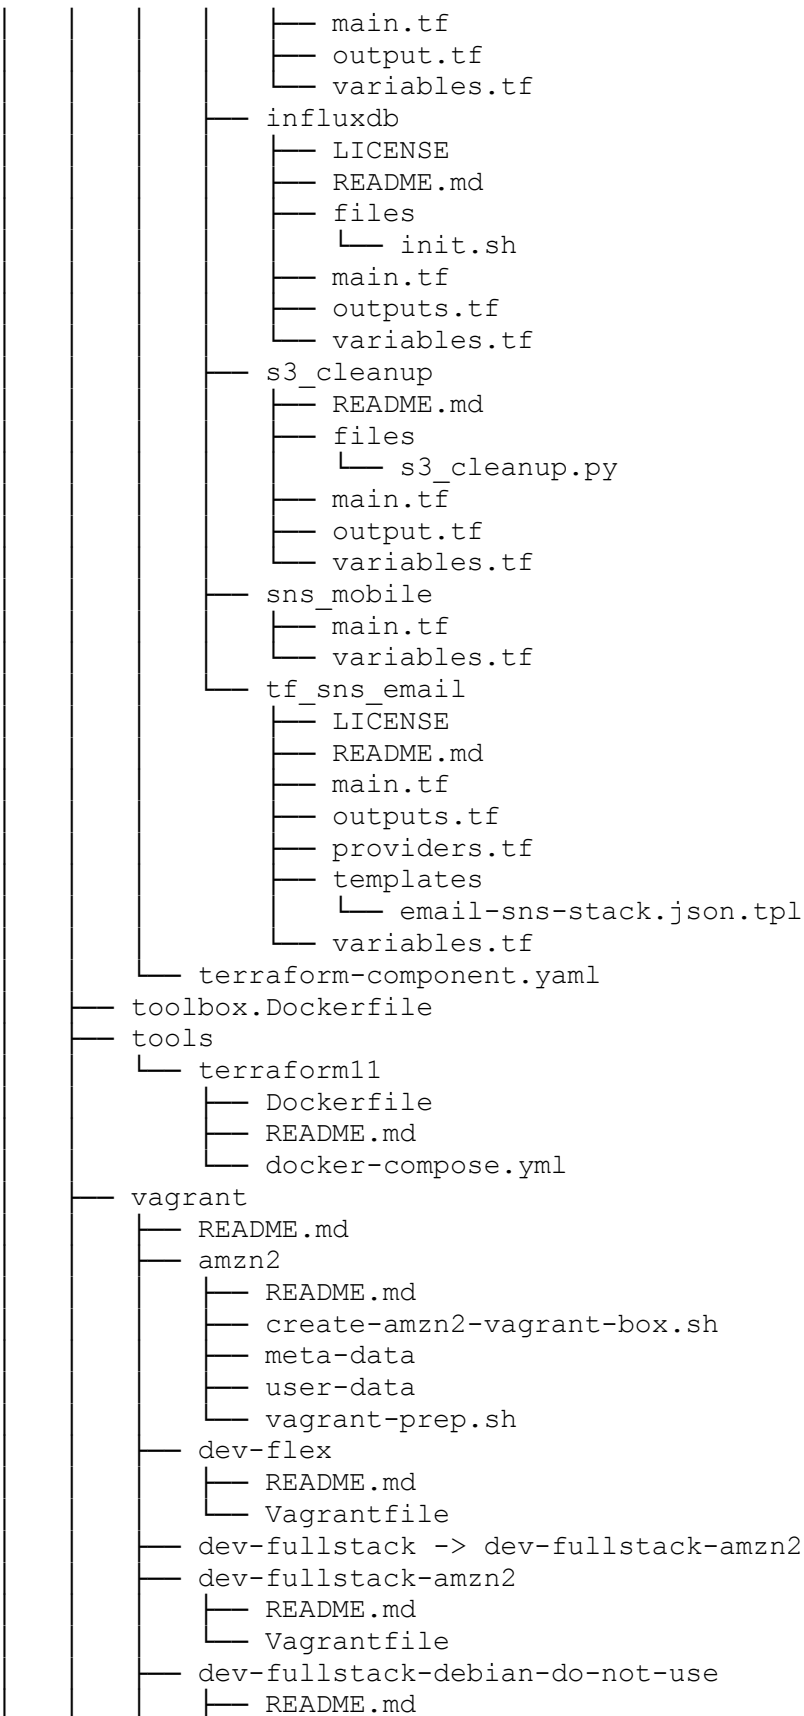 │   │   │   │   ├── main.tf
│   │   │   │   ├── output.tf
│   │   │   │   └── variables.tf
│   │   │   ├── influxdb
│   │   │   │   ├── LICENSE
│   │   │   │   ├── README.md
│   │   │   │   ├── files
│   │   │   │   │   └── init.sh
│   │   │   │   ├── main.tf
│   │   │   │   ├── outputs.tf
│   │   │   │   └── variables.tf
│   │   │   ├── s3_cleanup
│   │   │   │   ├── README.md
│   │   │   │   ├── files
│   │   │   │   │   └── s3_cleanup.py
│   │   │   │   ├── main.tf
│   │   │   │   ├── output.tf
│   │   │   │   └── variables.tf
│   │   │   ├── sns_mobile
│   │   │   │   ├── main.tf
│   │   │   │   └── variables.tf
│   │   │   └── tf_sns_email
│   │   │       ├── LICENSE
│   │   │       ├── README.md
│   │   │       ├── main.tf
│   │   │       ├── outputs.tf
│   │   │       ├── providers.tf
│   │   │       ├── templates
│   │   │       │   └── email-sns-stack.json.tpl
│   │   │       └── variables.tf
│   │   └── terraform-component.yaml
│   ├── toolbox.Dockerfile
│   ├── tools
│   │   └── terraform11
│   │       ├── Dockerfile
│   │       ├── README.md
│   │       └── docker-compose.yml
│   ├── vagrant
│   │   ├── README.md
│   │   ├── amzn2
│   │   │   ├── README.md
│   │   │   ├── create-amzn2-vagrant-box.sh
│   │   │   ├── meta-data
│   │   │   ├── user-data
│   │   │   └── vagrant-prep.sh
│   │   ├── dev-flex
│   │   │   ├── README.md
│   │   │   └── Vagrantfile
│   │   ├── dev-fullstack -> dev-fullstack-amzn2
│   │   ├── dev-fullstack-amzn2
│   │   │   ├── README.md
│   │   │   └── Vagrantfile
│   │   ├── dev-fullstack-debian-do-not-use
│   │   │   ├── README.md